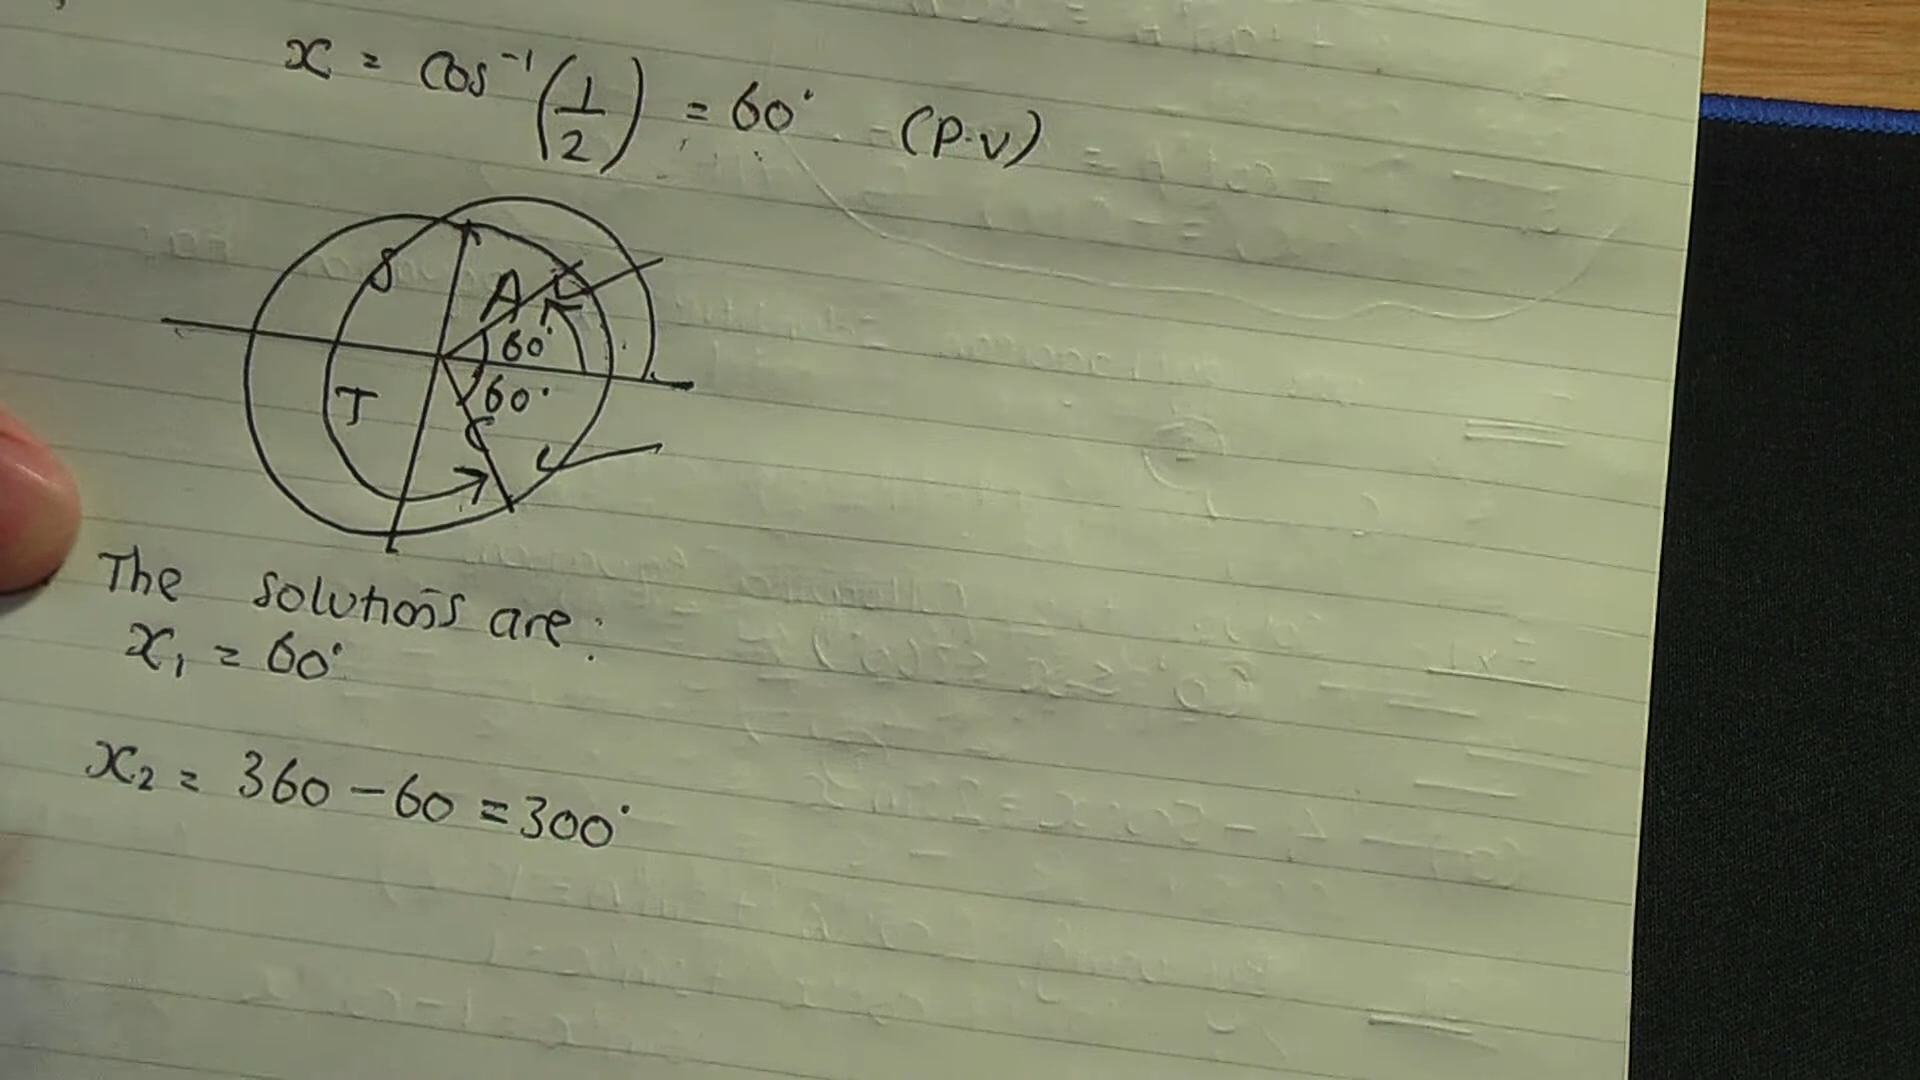 x = cos⁻¹(1/2) = 60° (P.V)
S A
60°
T 60°
C
The solutions are:
x₁ = 60°
x₂ = 360 - 60 = 300°